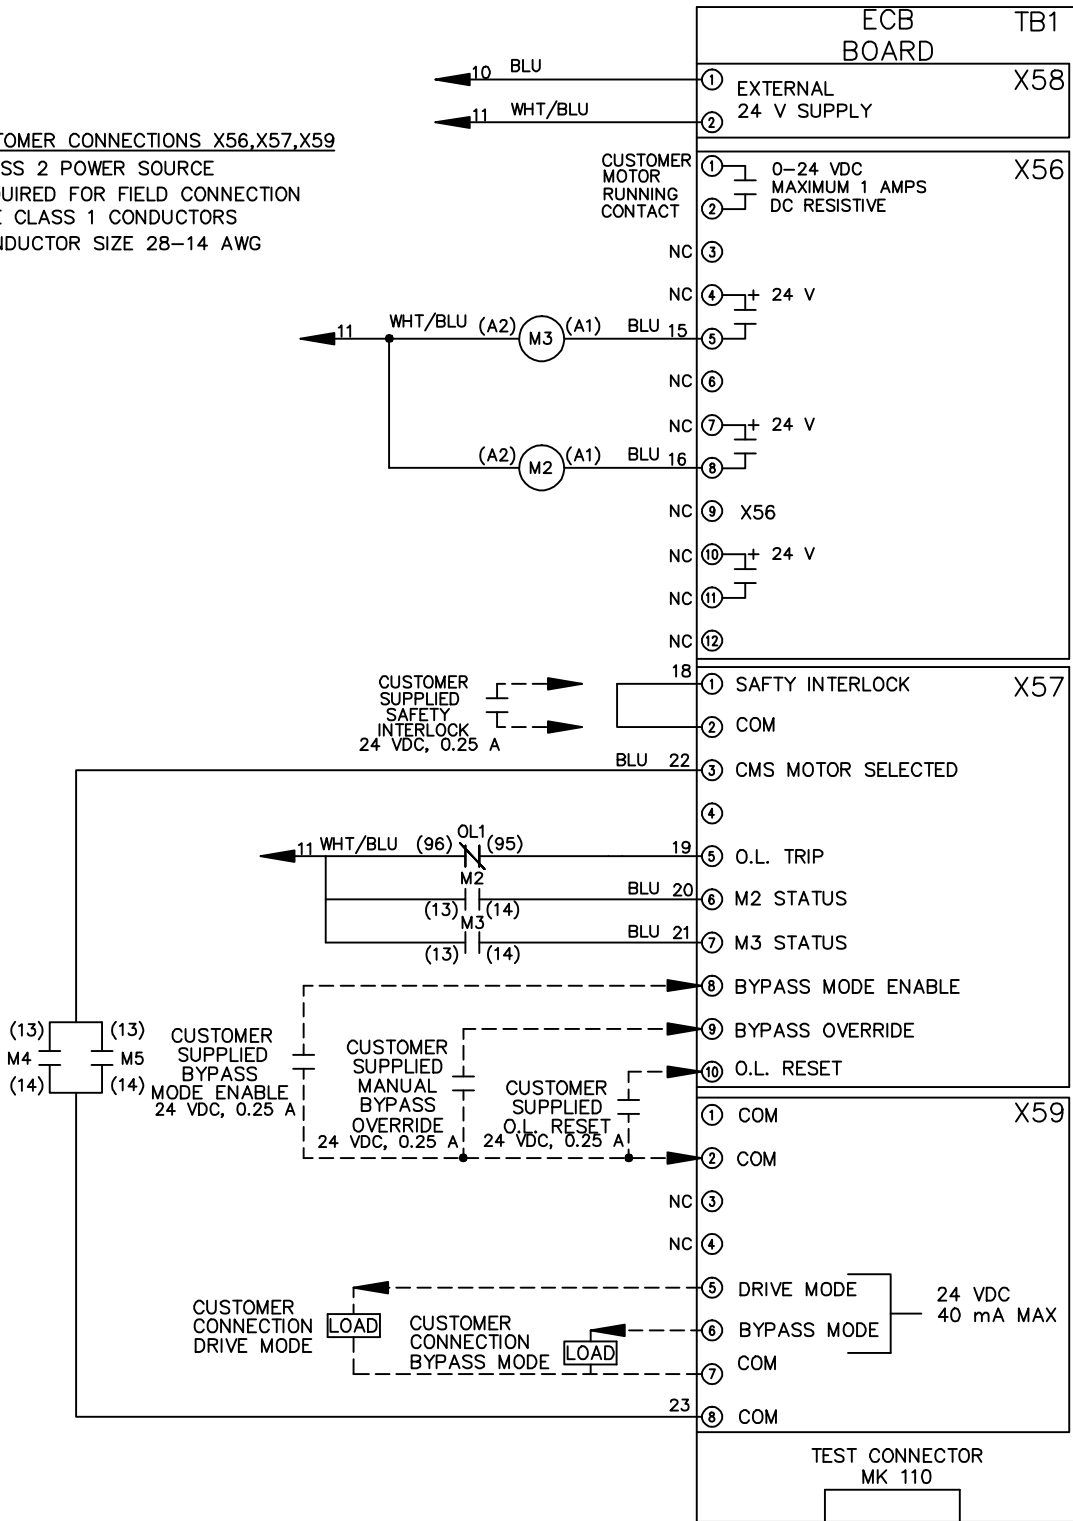 ECB TB1
BOARD
10 BLU
1 EXTERNAL X58
24 V SUPPLY
11 WHT/BLU 2
CONNECTIONS X56,X57,X59
2 POWER SOURCE
FOR FIELD CONNECTION
CLASS 1 CONDUCTORS
SIZE 28-14 AWG
CUSTOMER
MOTOR
RUNNING
CONTACT
1 0-24 VDC X56
MAXIMUM 1 AMPS
2 DC RESISTIVE
NC 3
NC 4 + 24 V
11 WHT/BLU (A2) M3 (A1) BLU 15 5
NC 6
NC 7 + 24 V
(A2) M2 (A1) BLU 16 8
NC 9 X56
NC 10 + 24 V
NC 11
NC 12
CUSTOMER
SUPPLIED
SAFETY
INTERLOCK
24 VDC, 0.25 A
18 1 SAFTY INTERLOCK X57
2 COM
BLU 22 3 CMS MOTOR SELECTED
4
OL1
11 WHT/BLU (96) (95) 19 5 O.L. TRIP
M2
(13) (14) BLU 20 6 M2 STATUS
M3
(13) (14) BLU 21 7 M3 STATUS
8 BYPASS MODE ENABLE
9 BYPASS OVERRIDE
10 O.L. RESET
(13) (13)
M4 M5
(14) (14)
CUSTOMER
SUPPLIED
BYPASS
MODE ENABLE
24 VDC, 0.25 A
CUSTOMER
SUPPLIED
MANUAL
BYPASS
OVERRIDE
24 VDC, 0.25 A
CUSTOMER
SUPPLIED
O.L. RESET
24 VDC, 0.25 A
1 COM X59
2 COM
NC 3
NC 4
5 DRIVE MODE
6 BYPASS MODE
24 VDC
40 mA MAX
7 COM
CUSTOMER
CONNECTION
DRIVE MODE
LOAD
CUSTOMER
CONNECTION
BYPASS MODE
LOAD
23 8 COM
TEST CONNECTOR
MK 110